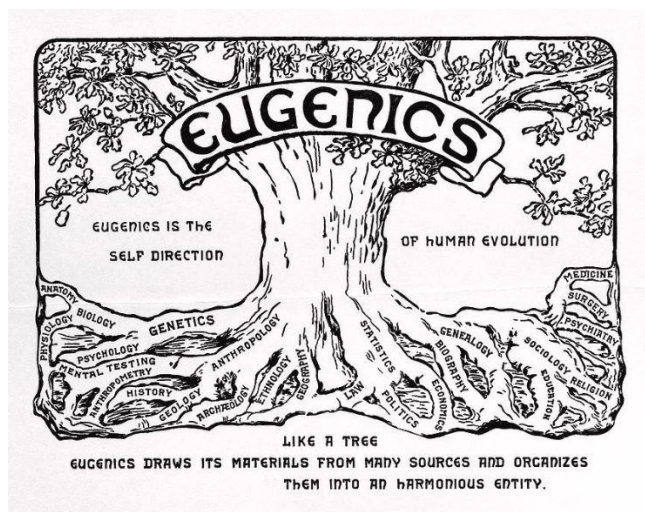 EUGENICS
EUGENICS IS THE
SELF DIRECTION
OF HUMAN EVOLUTION
ANATOMY
PHYSIOLOGY
BIOLOGY
GENETICS
PSYCHOLOGY
MENTAL TESTING
ANTHROPOMETRY
HISTORY
ANTHROPOLOGY
GEOLOGY
ARCHÆOLOGY
ETHNOLOGY
GEOGRAPHY
LAW
STATISTICS
POLITICS
ECONOMICS
BIOGRAPHY
GENEALOGY
EDUCATION
SOCIOLOGY
RELIGION
PSYCHIATRY
SURGERY
MEDICINE
LIKE A TREE
EUGENICS DRAWS ITS MATERIALS FROM MANY SOURCES AND ORGANIZES
THEM INTO AN HARMONIOUS ENTITY.